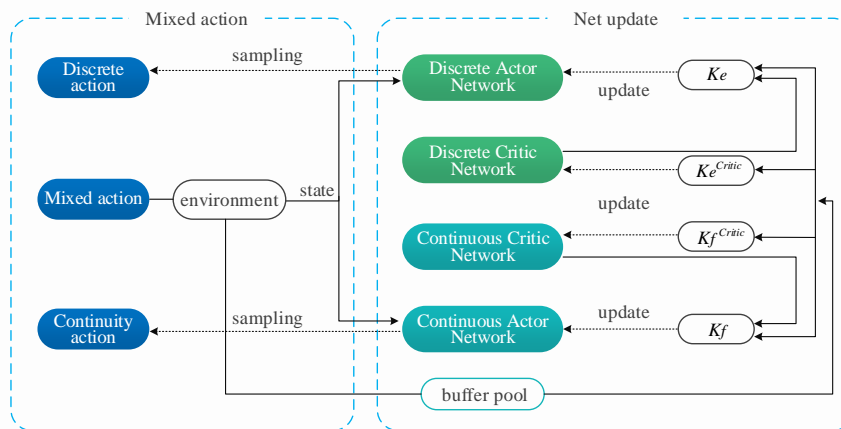 Mixed action
Net update
Discrete
action
sampling
Discrete Actor
Network
update
Ke
Discrete Critic
Network
Ke^Critic
Mixed action
environment
state
update
Continuous Critic
Network
Kf^Critic
Continuity
action
sampling
Continuous Actor
Network
update
Kf
buffer pool